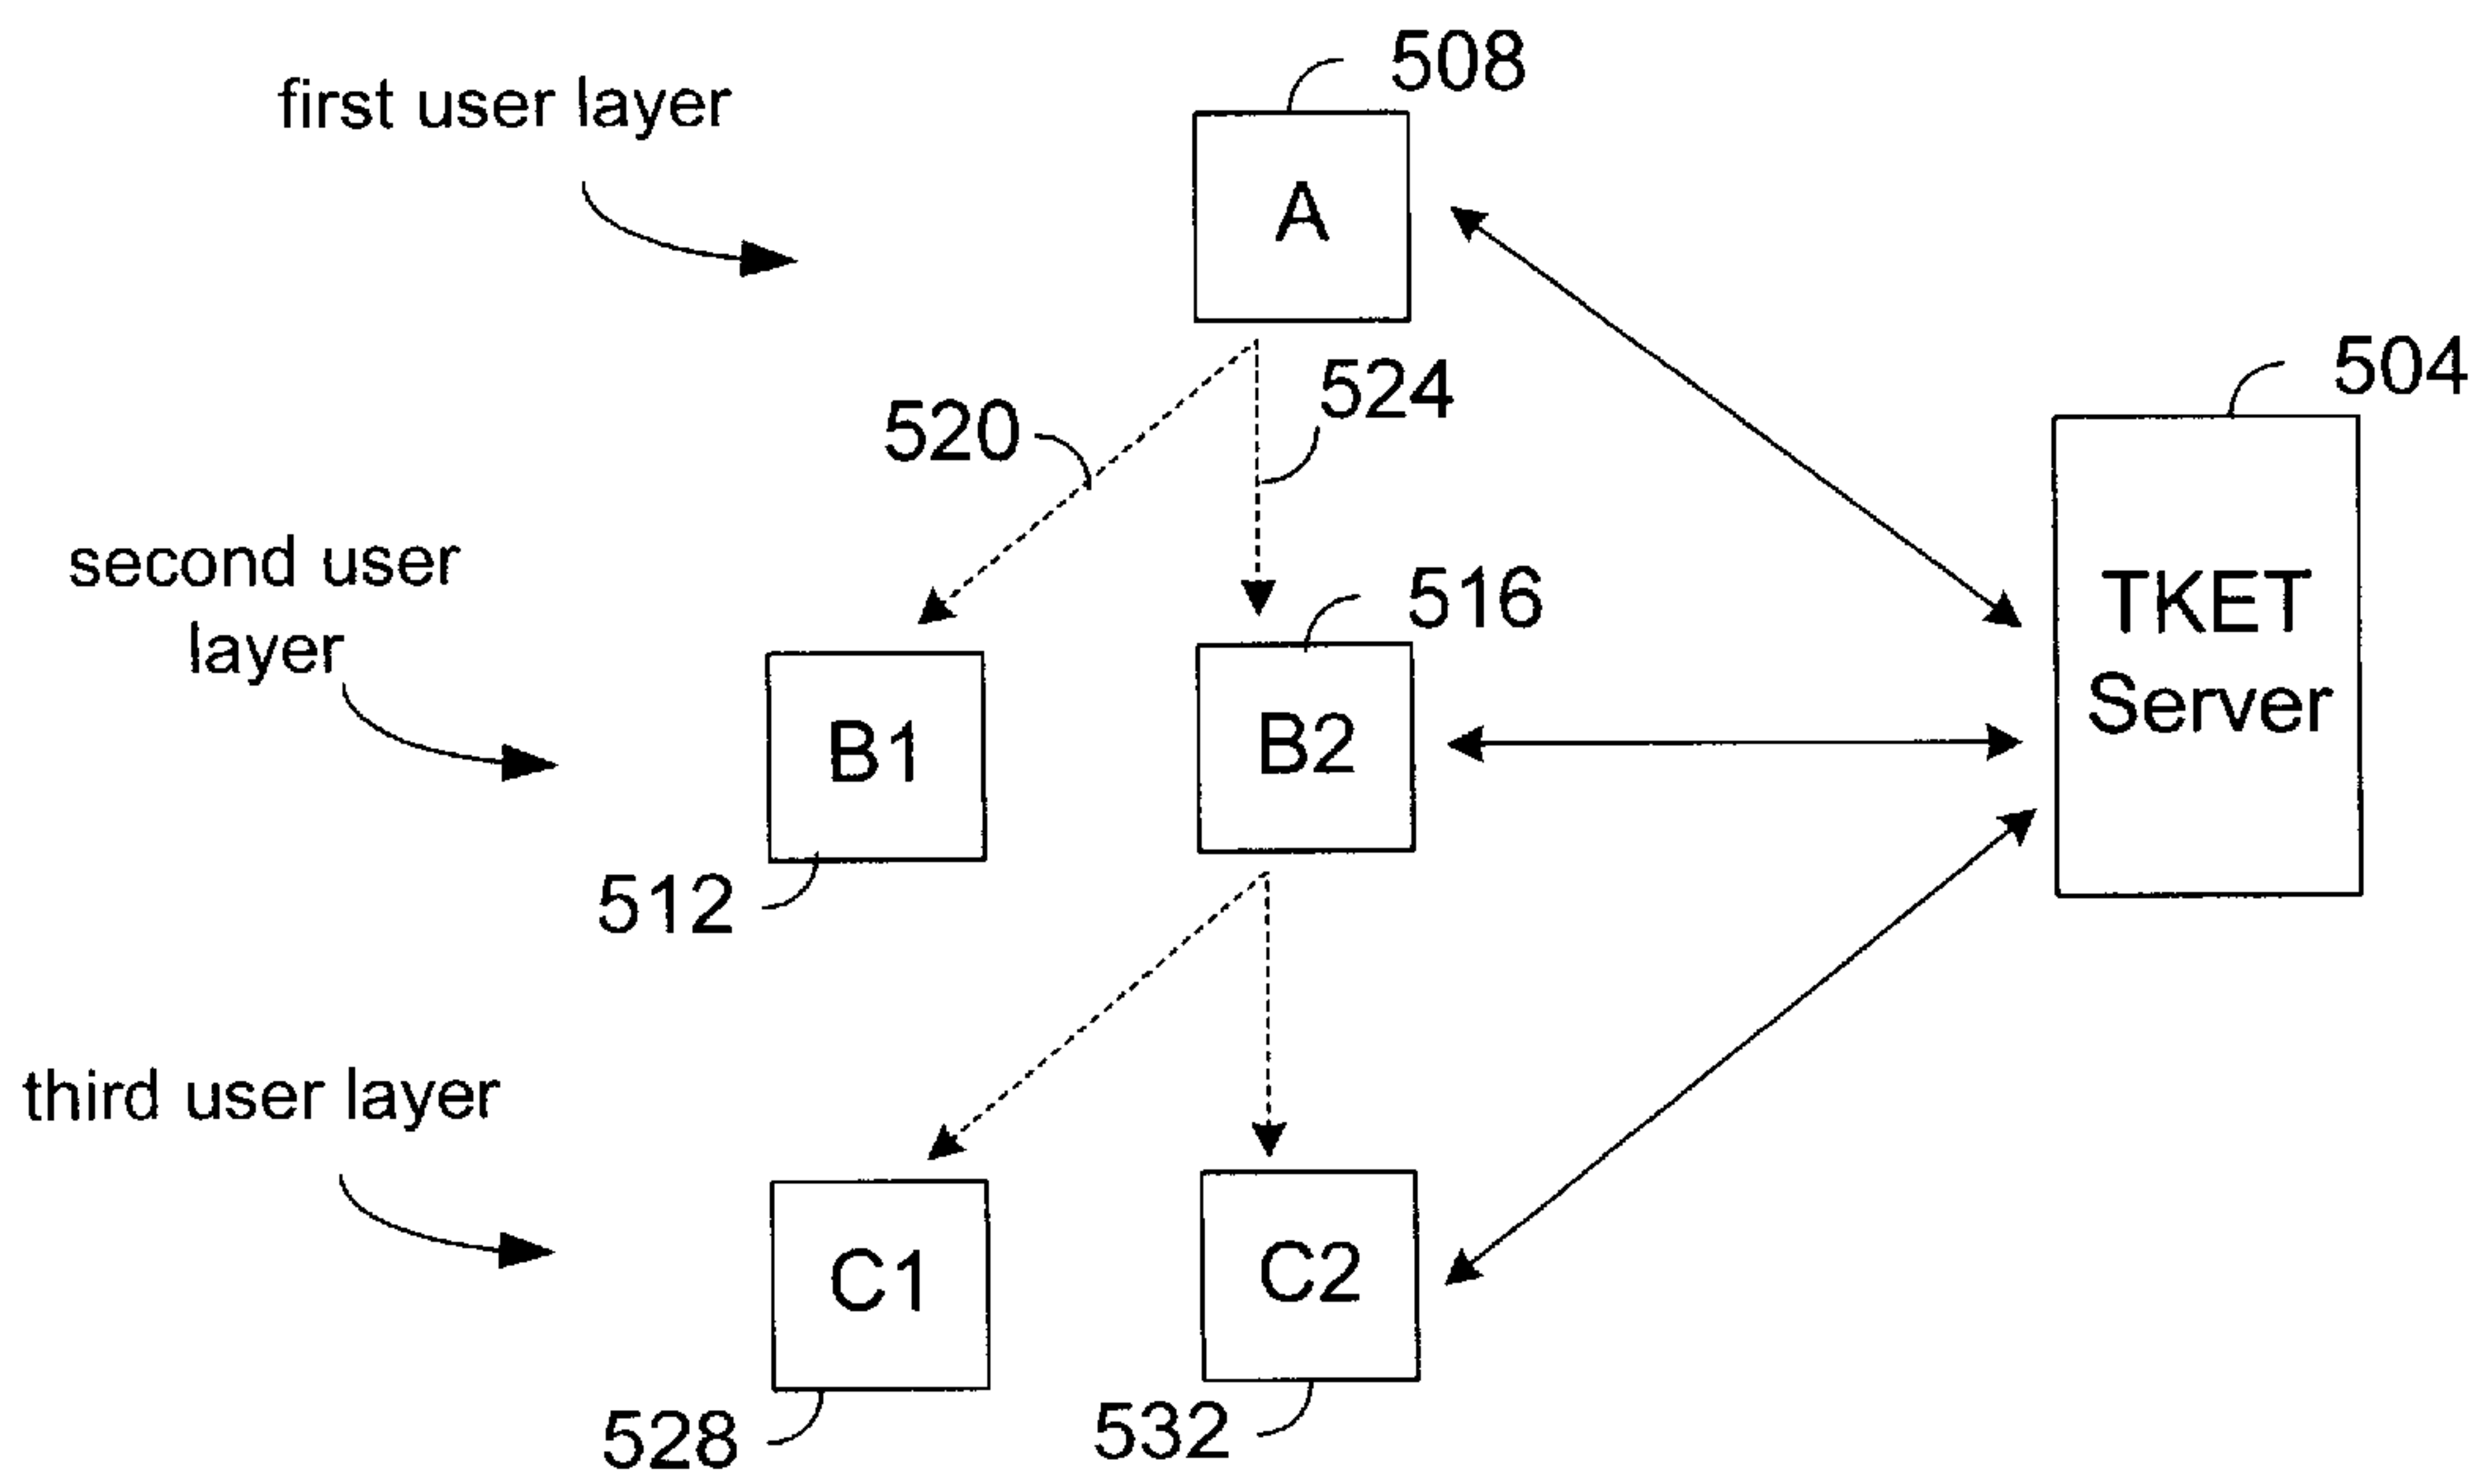 508
first user layer
A
504
520
524
second user
layer
516
TKET
Server
B1
B2
512
third user layer
C1
C2
528
532